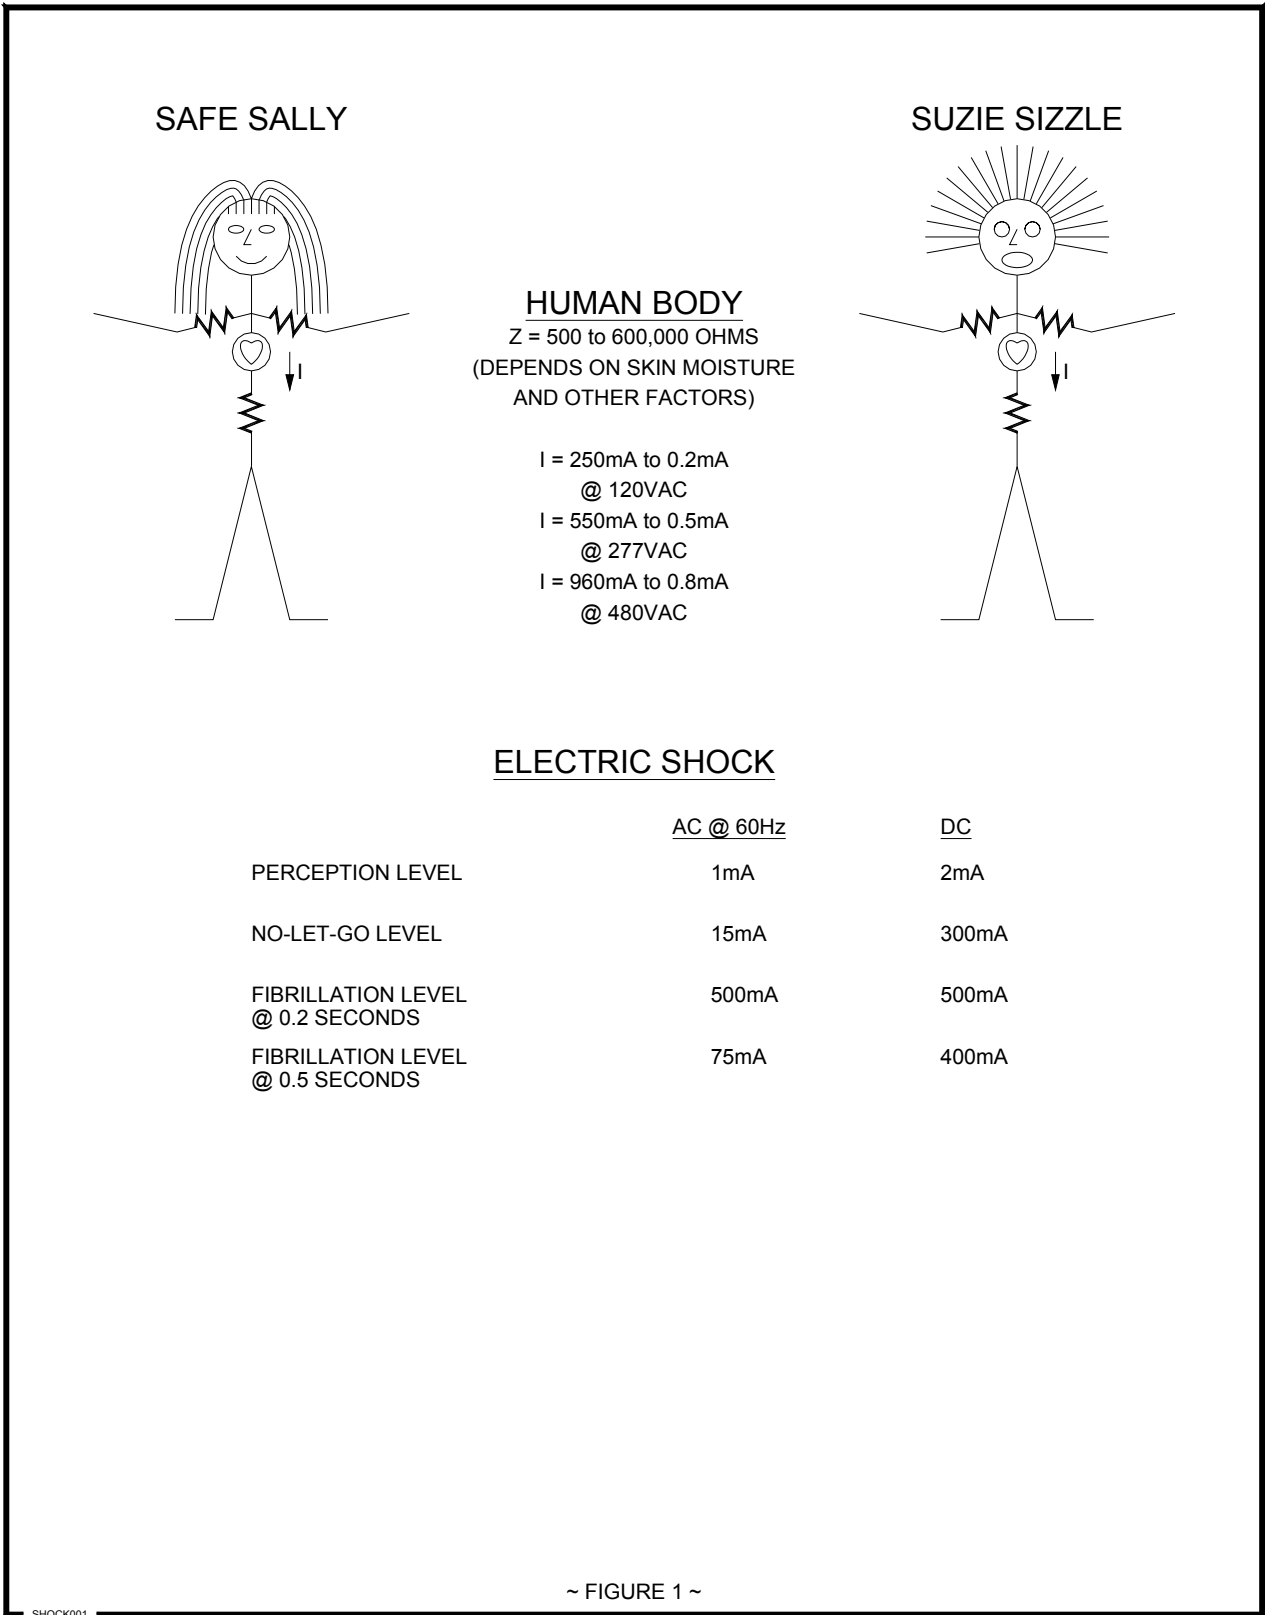 SAFE SALLY
SUZIE SIZZLE
I
HUMAN BODY
Z = 500 to 600,000 OHMS
(DEPENDS ON SKIN MOISTURE
AND OTHER FACTORS)
I = 250mA to 0.2mA
@ 120VAC
I = 550mA to 0.5mA
@ 277VAC
I = 960mA to 0.8mA
@ 480VAC
I
ELECTRIC SHOCK
AC @ 60Hz DC
PERCEPTION LEVEL 1mA 2mA
NO-LET-GO LEVEL 15mA 300mA
FIBRILLATION LEVEL 500mA 500mA
@ 0.2 SECONDS
FIBRILLATION LEVEL 75mA 400mA
@ 0.5 SECONDS
~ FIGURE 1 ~
SHOCK001